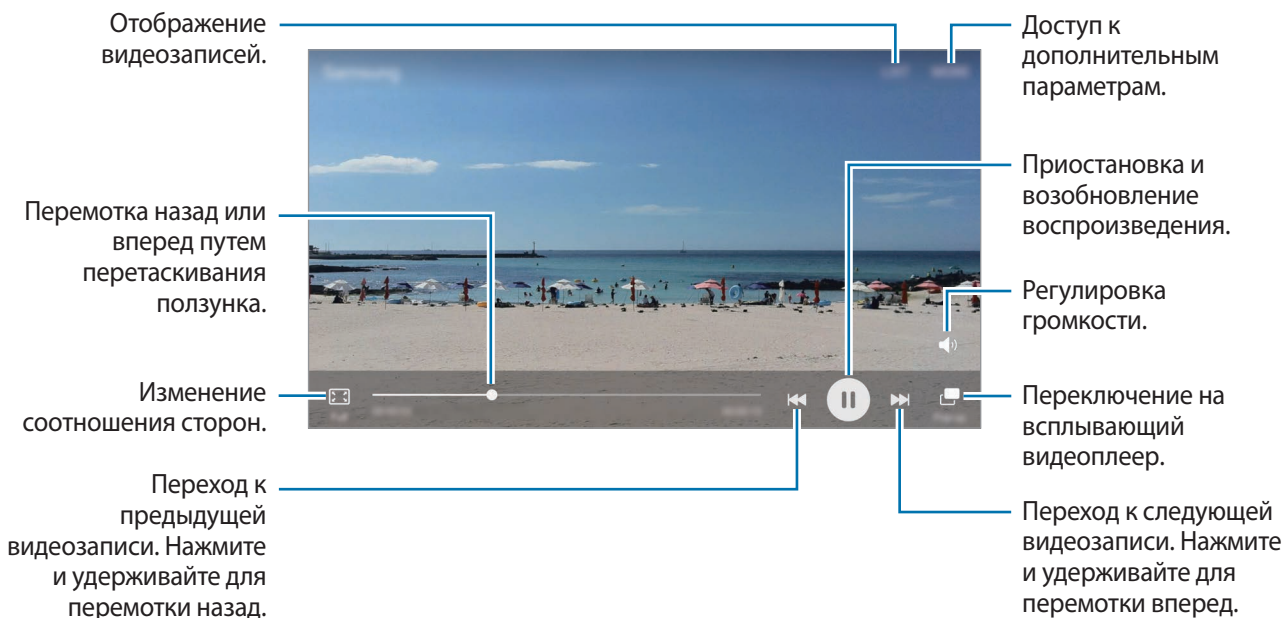 Отображение
видеозаписей.
Перемотка назад или
вперед путем
перетаскивания
ползунка.
Изменение
соотношения сторон.
Переход к
предыдущей
видеозаписи. Нажмите
и удерживайте для
перемотки назад.
Доступ к
дополнительным
параметрам.
Приостановка и
возобновление
воспроизведения.
Регулировка
громкости.
Переключение на
всплывающий
видеоплеер.
Переход к следующей
видеозаписи. Нажмите
и удерживайте для
перемотки вперед.